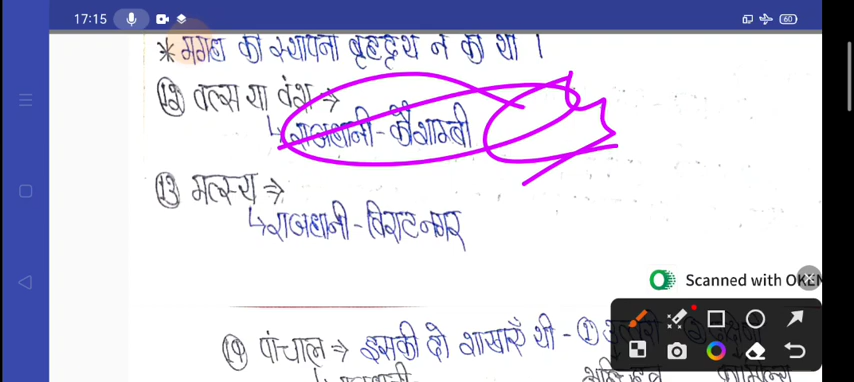 17:15
60
* मगध की स्थापना बृहद्रथ ने की थी ।
(12) वत्स या वंश ⇒
↳ राजधानी - कौशाम्बी
(13) मत्स्य ⇒
↳ राजधानी - विराटनगर
Scanned with OKEN
(14) पांचाल ⇒ इसकी दो शाखाएँ थी - (1)